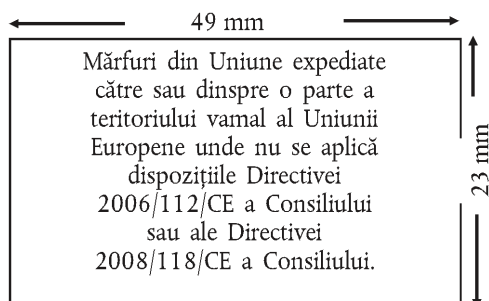 49 mm
Mărfuri din Uniune expediate
către sau dinspre o parte a
teritoriului vamal al Uniunii
Europene unde nu se aplică
dispozițiile Directivei
2006/112/CE a Consiliului
sau ale Directivei
2008/118/CE a Consiliului.
23 mm